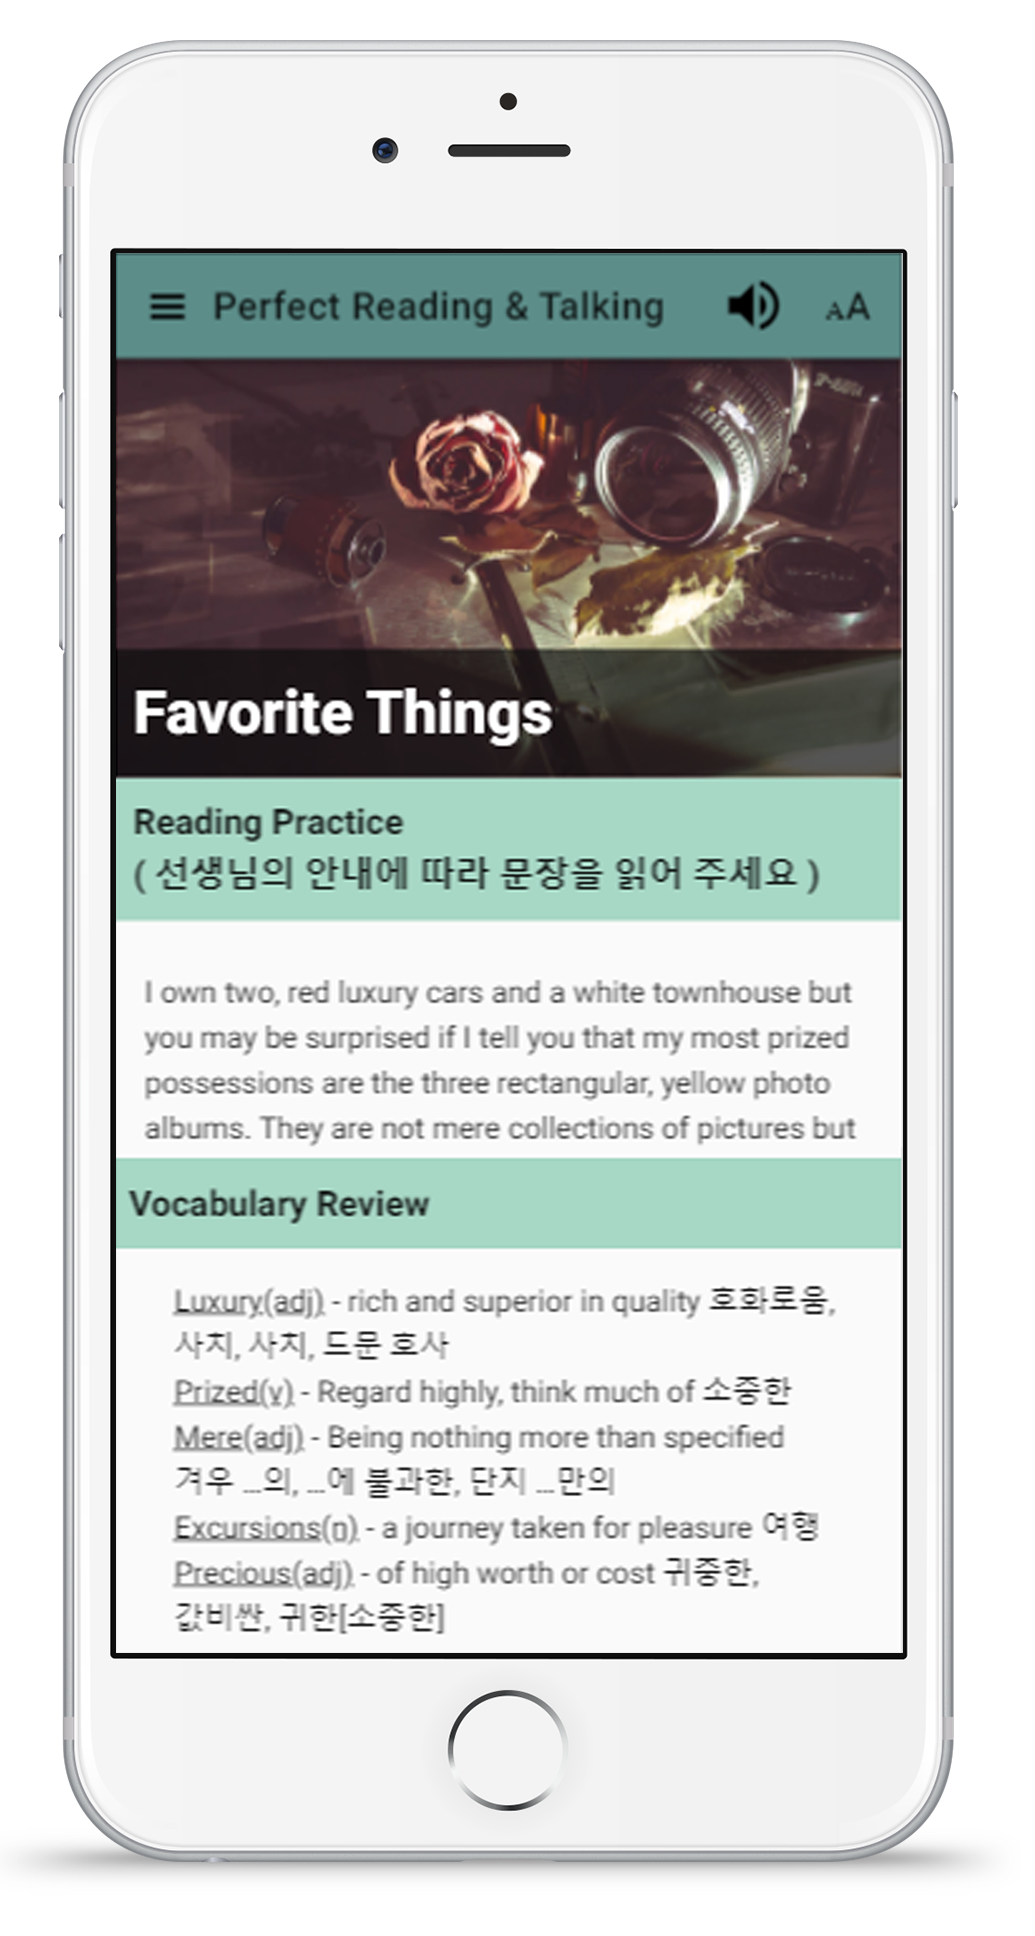 Perfect Reading & Talking
AA
Favorite Things
Reading Practice
( 선생님의 안내에 따라 문장을 읽어 주세요 )
I own two, red luxury cars and a white townhouse but
you may be surprised if I tell you that my most prized
possessions are the three rectangular, yellow photo
albums. They are not mere collections of pictures but
Vocabulary Review
Luxury(adj) - rich and superior in quality 호화로움,
사치, 사치, 드문 호사
Prized(v) - Regard highly, think much of 소중한
Mere(adj) - Being nothing more than specified
겨우 ...의, ...에 불과한, 단지 ...만의
Excursions(n) - a journey taken for pleasure 여행
Precious(adj) - of high worth or cost 귀중한,
값비싼, 귀한[소중한]